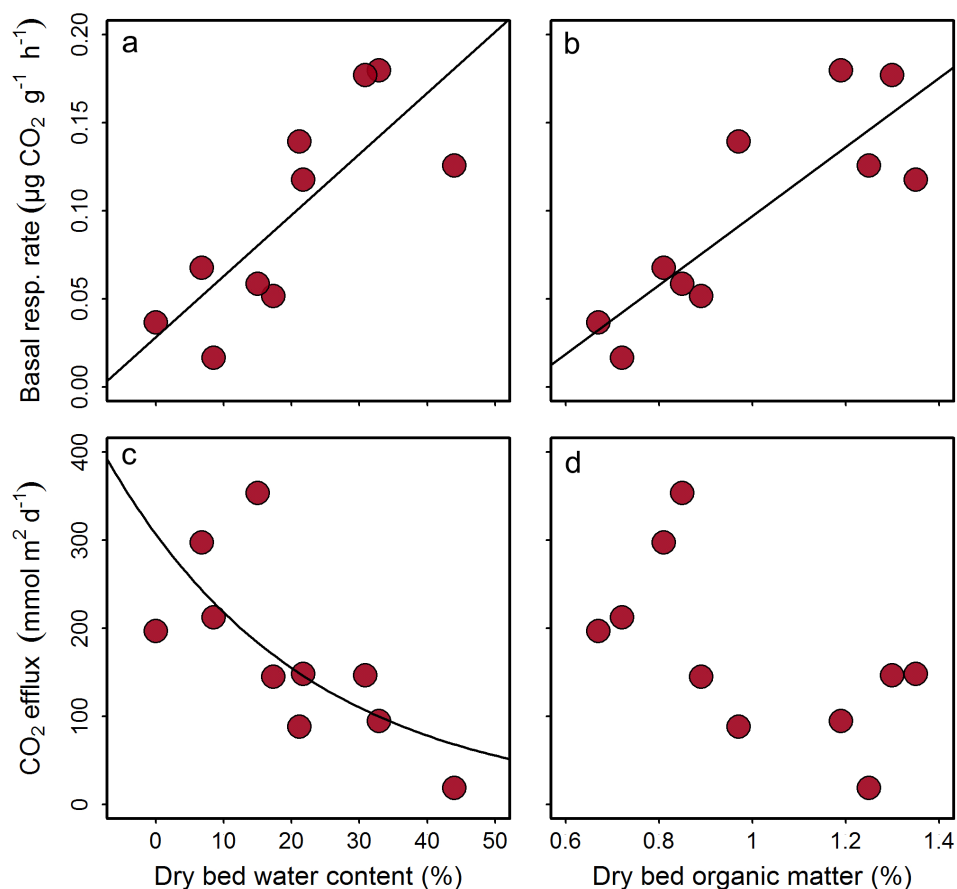 a
b
Basal resp. rate (µg CO₂ g⁻¹ h⁻¹)
0.20
0.15
0.10
0.05
0.00
c
d
CO₂ efflux (mmol m² d⁻¹)
400
300
200
100
0
0 10 20 30 40 50
0.6 0.8 1 1.2 1.4
Dry bed water content (%)
Dry bed organic matter (%)